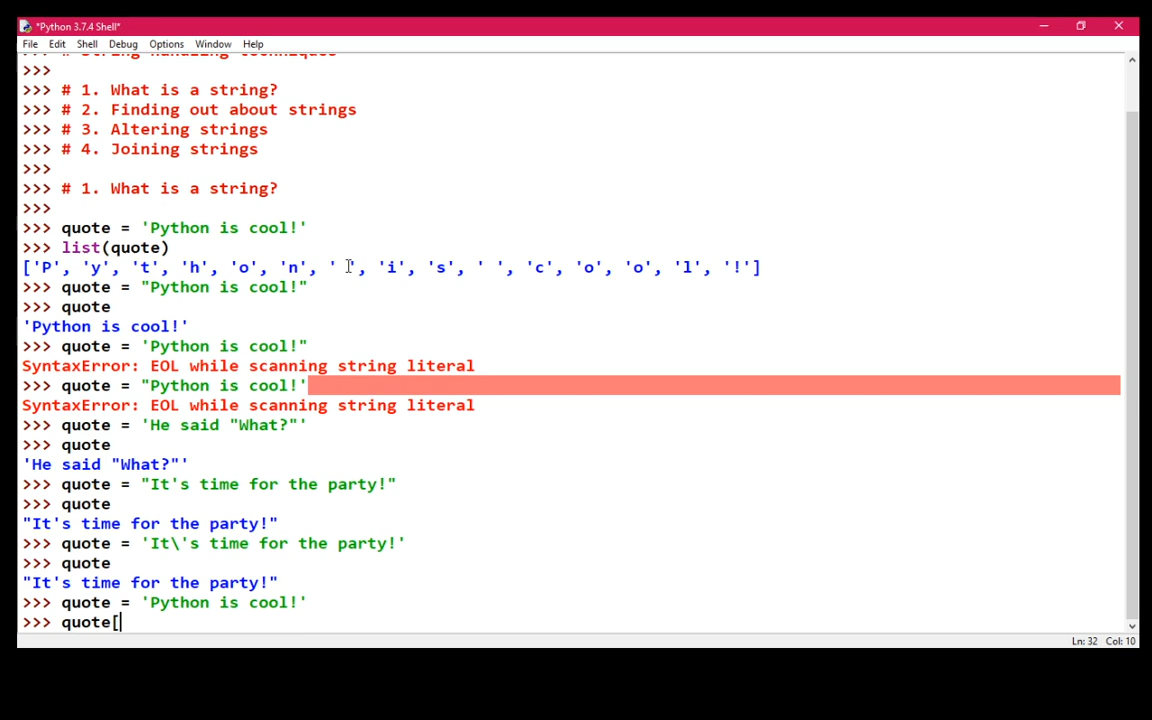 *Python 3.7.4 Shell*
File Edit Shell Debug Options Window Help
>>>
>>> # 1. What is a string?
>>> # 2. Finding out about strings
>>> # 3. Altering strings
>>> # 4. Joining strings
>>>
>>> # 1. What is a string?
>>>
>>> quote = 'Python is cool!'
>>> list(quote)
['P', 'y', 't', 'h', 'o', 'n', ' ', 'i', 's', ' ', 'c', 'o', 'o', 'l', '!']
>>> quote = "Python is cool!"
>>> quote
'Python is cool!'
>>> quote = 'Python is cool!"
SyntaxError: EOL while scanning string literal
>>> quote = "Python is cool!'
SyntaxError: EOL while scanning string literal
>>> quote = 'He said "What?"'
>>> quote
'He said "What?"'
>>> quote = "It's time for the party!"
>>> quote
"It's time for the party!"
>>> quote = 'It\'s time for the party!'
>>> quote
"It's time for the party!"
>>> quote = 'Python is cool!'
>>> quote[
Ln: 32 Col: 10